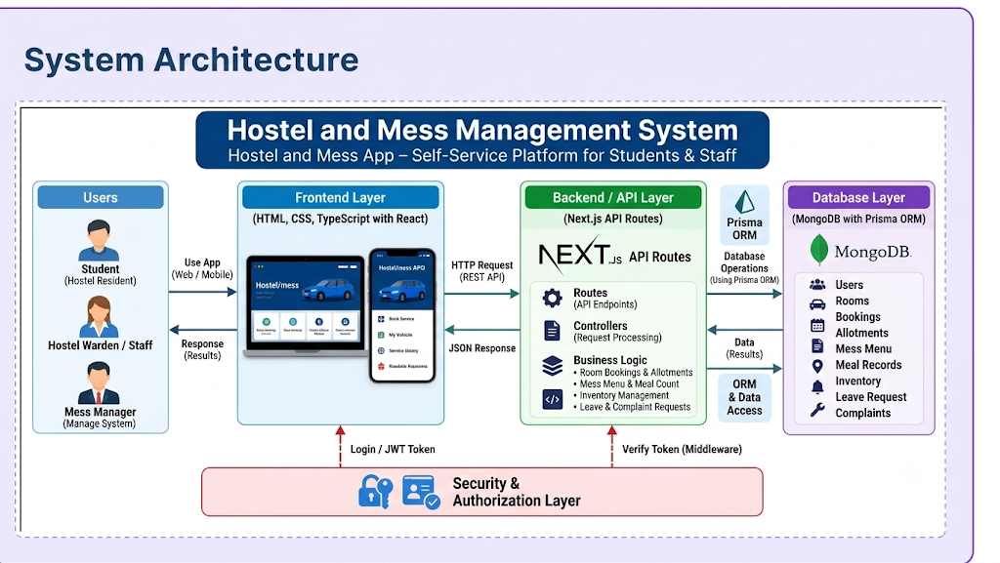 System Architecture
Hostel and Mess Management System
Hostel and Mess App – Self-Service Platform for Students & Staff
Users
Student
(Hostel Resident)
Hostel Warden / Staff
Mess Manager
(Manage System)
Use App
(Web / Mobile)
Response
(Results)
Frontend Layer
(HTML, CSS, TypeScript with React)
Hostel/mess
Hostel/iness APO
Book Service
My Vehicle
HTTP Request
(REST API)
JSON Response
Backend / API Layer
(Next.js API Routes)
NEXT.JS API Routes
Routes
(API Endpoints)
Controllers
(Request Processing)
Business Logic
• Room Bookings & Allotments
• Mess Menu & Meal Count
• Inventory Management
• Leave & Complaint Requests
Prisma
ORM
Database
Operations
(Using Prisma ORM)
Data
(Results)
ORM
& Data
Access
Database Layer
(MongoDB with Prisma ORM)
MongoDB.
Users
Rooms
Bookings
Allotments
Mess Menu
Meal Records
Inventory
Leave Request
Complaints
Login / JWT Token
Verify Token (Middleware)
Security &
Authorization Layer